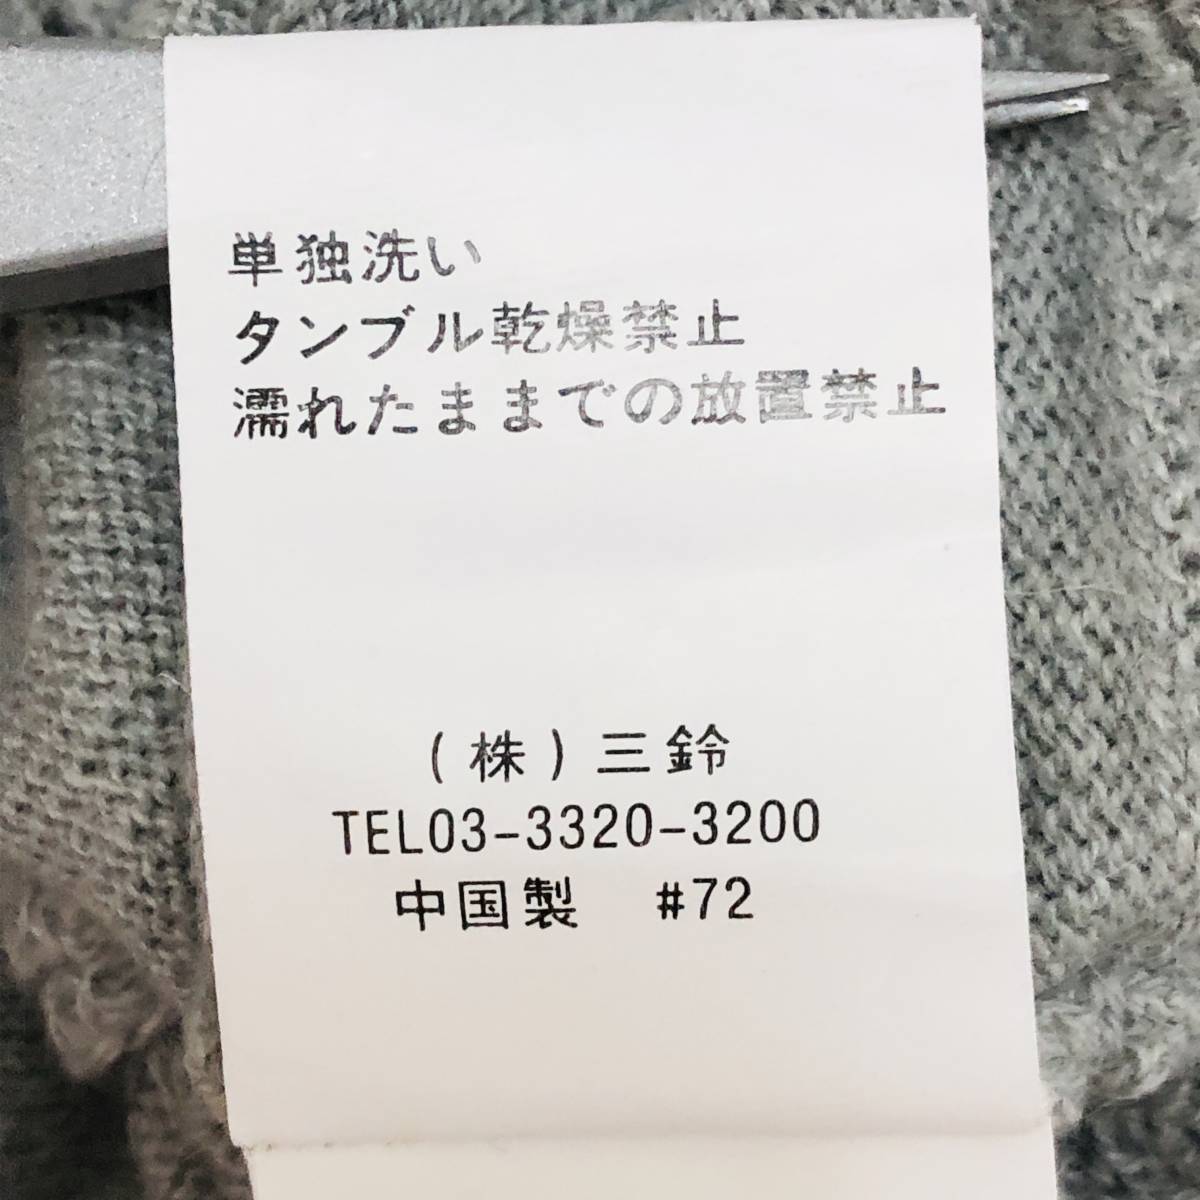 単独洗い
タンブル乾燥禁止
濡れたままでの放置禁止
(株)三鈴
TEL03-3320-3200
中国製 #72